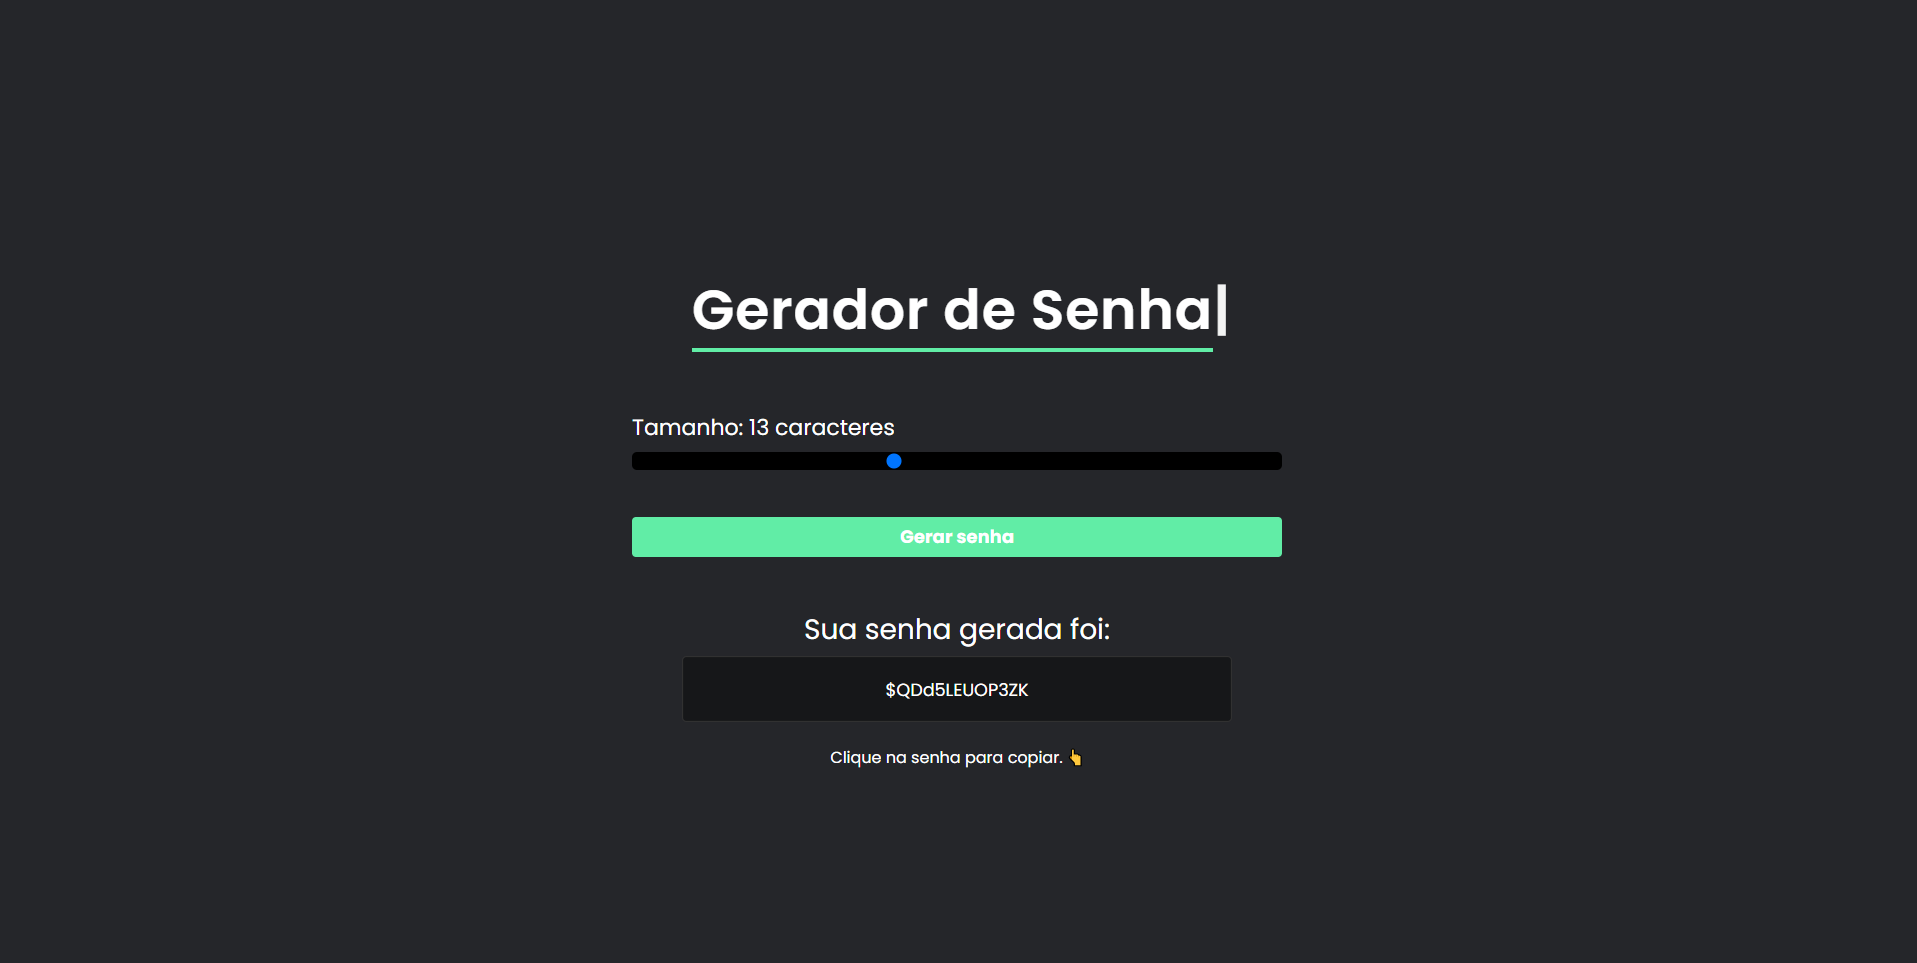 Gerador de Senha|
Tamanho: 13 caracteres
Gerar senha
Sua senha gerada foi:
$QDd5LEUOP3ZK
Clique na senha para copiar. 👆